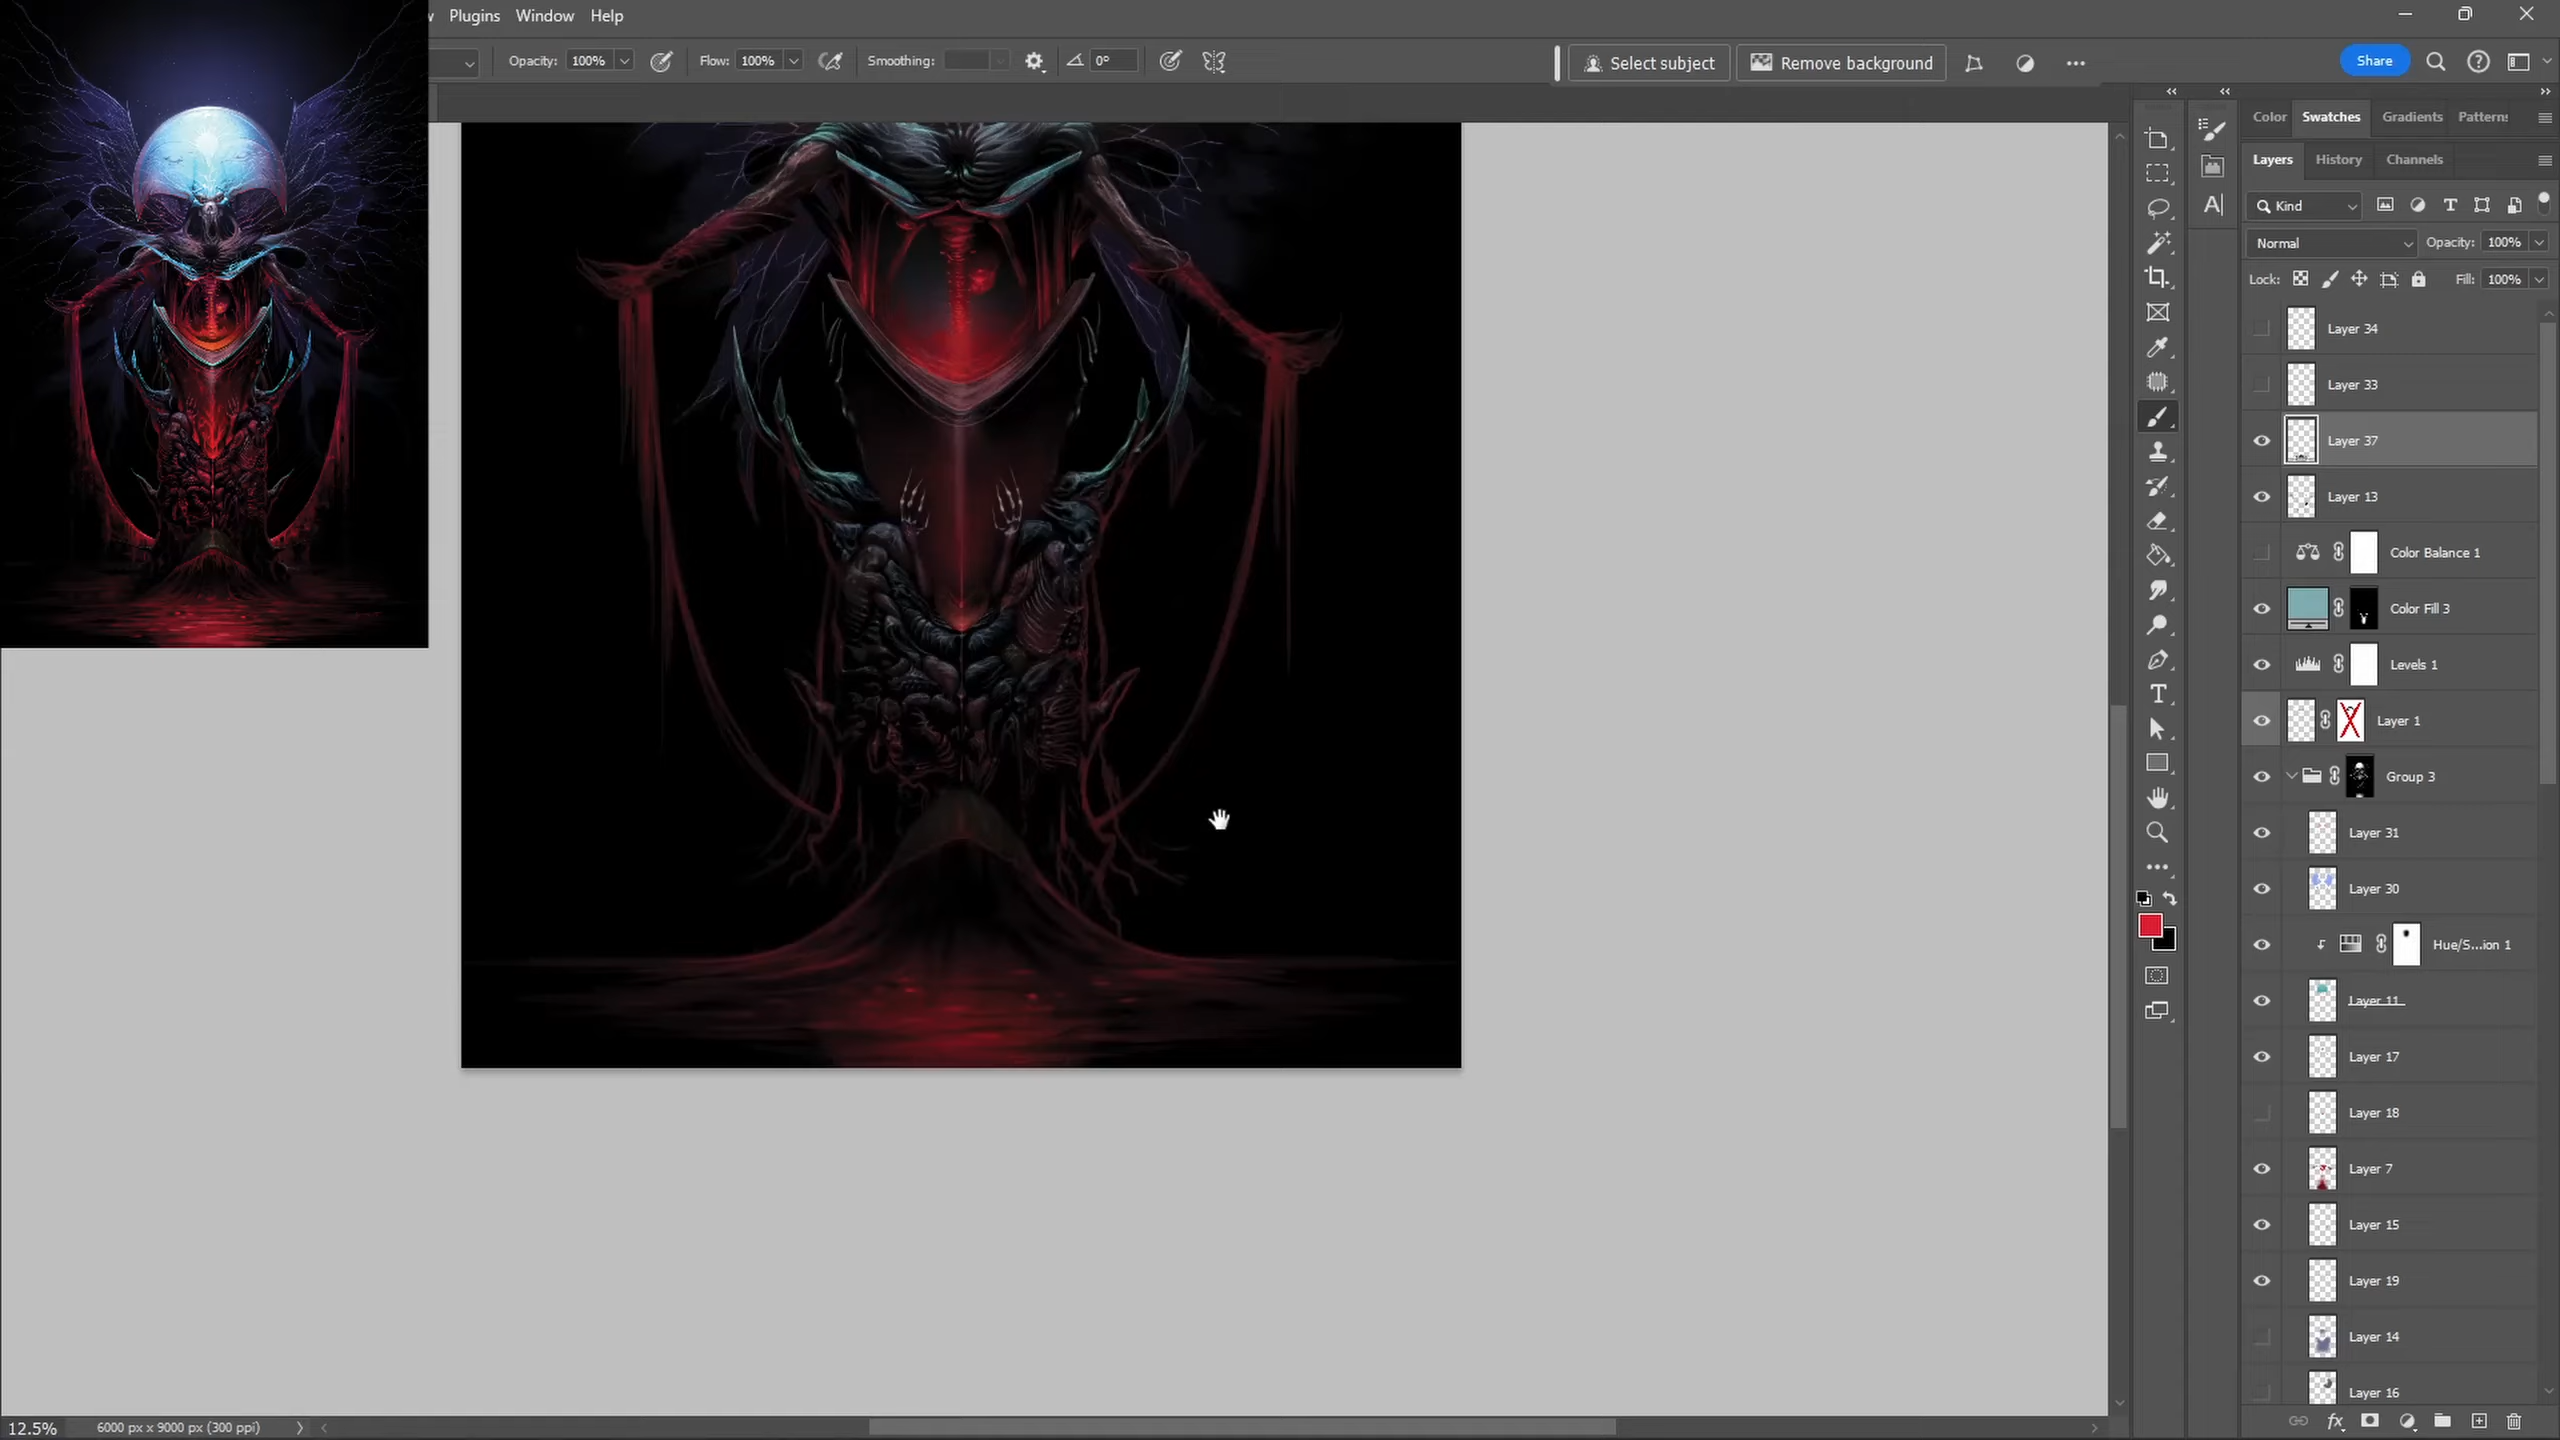 Plugins Window Help
Opacity: 100% Flow: 100% Smoothing: 0° Select subject Remove background Share
Color Swatches Gradients Patterns
Layers History Channels
Kind
Normal Opacity: 100%
Lock: Fill: 100%
Layer 34
Layer 33
Layer 37
Layer 13
Color Balance 1
Color Fill 3
Levels 1
Layer 1
Group 3
Layer 31
Layer 30
Hue/S...ion 1
Layer 11
Layer 17
Layer 18
Layer 7
Layer 15
Layer 19
Layer 14
Layer 16
12.5% 6000 px x 9000 px (300 ppi)